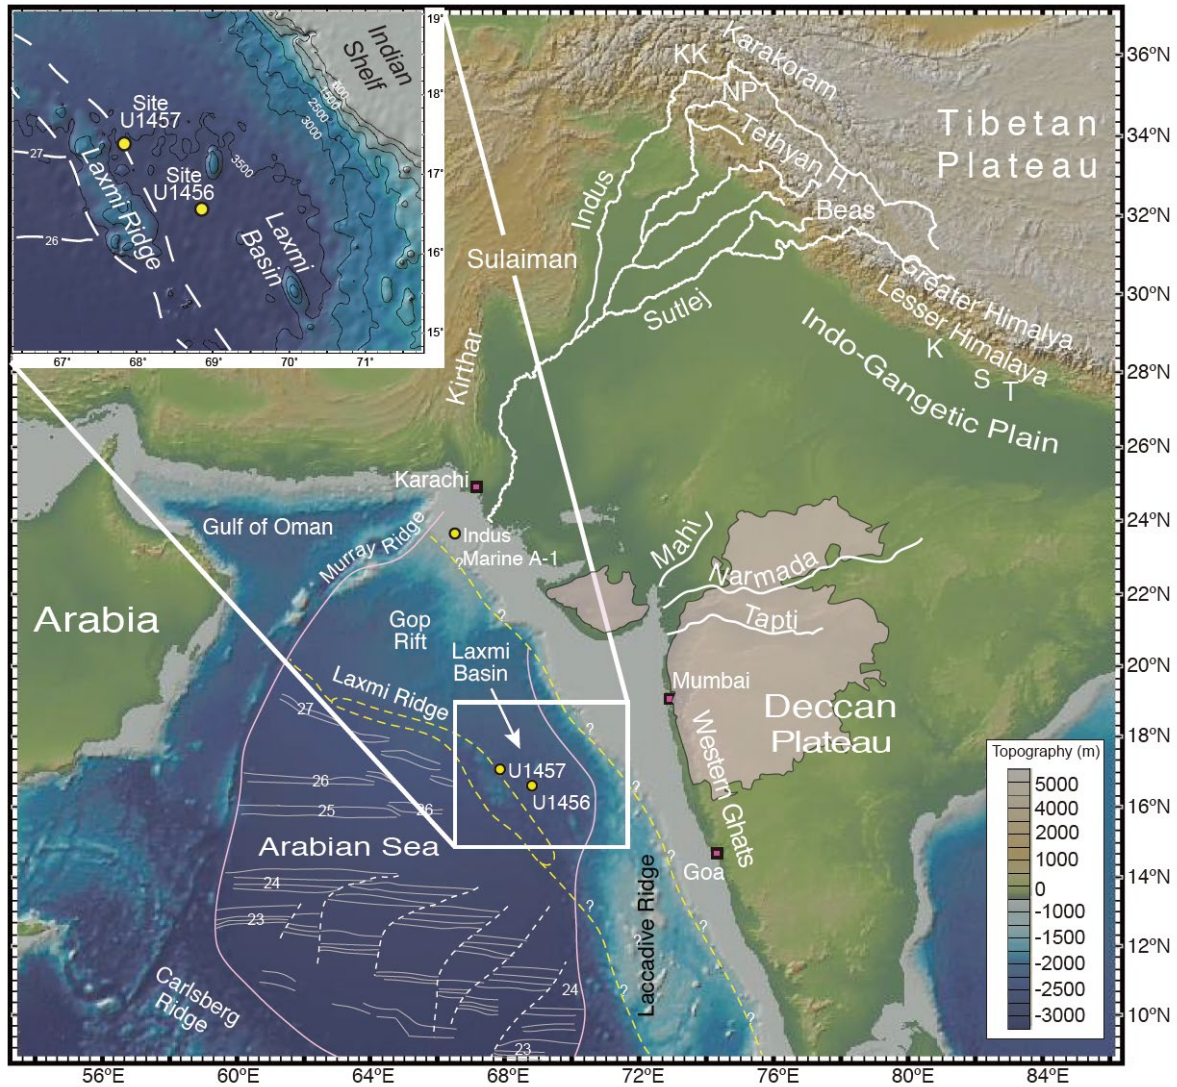 19°
18°
17°
16°
15°
67°
68°
69°
70°
71°
Indian
Shelf
600
1500
2500
3000
3500
Site
U1457
Site
U1456
27
26
Laxmi Ridge
Laxmi
Basin
KK
Karakoram
NP
Tethyan H
Tibetan
Plateau
Indus
Beas
Sulaiman
Sutlej
Greater Himalya
Lesser Himalaya
K
S
T
Indo-Gangetic Plain
Kirthar
Karachi
Gulf of Oman
Murray Ridge
Indus
Marine A-1
?
Mahi
Narmada
Tapti
Arabia
Gop
Rift
?
Laxmi
Basin
Laxmi Ridge
Mumbai
Deccan
Plateau
Western Ghats
27
26
25
26
U1457
U1456
?
?
Arabian Sea
Goa
?
24
23
?
?
?
Laccadive Ridge
24
?
?
23
Carlsberg
Ridge
Topography (m)
5000
4000
2000
1000
0
-1000
-1500
-2000
-2500
-3000
36°N
34°N
32°N
30°N
28°N
26°N
24°N
22°N
20°N
18°N
16°N
14°N
12°N
10°N
56°E
60°E
64°E
68°E
72°E
76°E
80°E
84°E